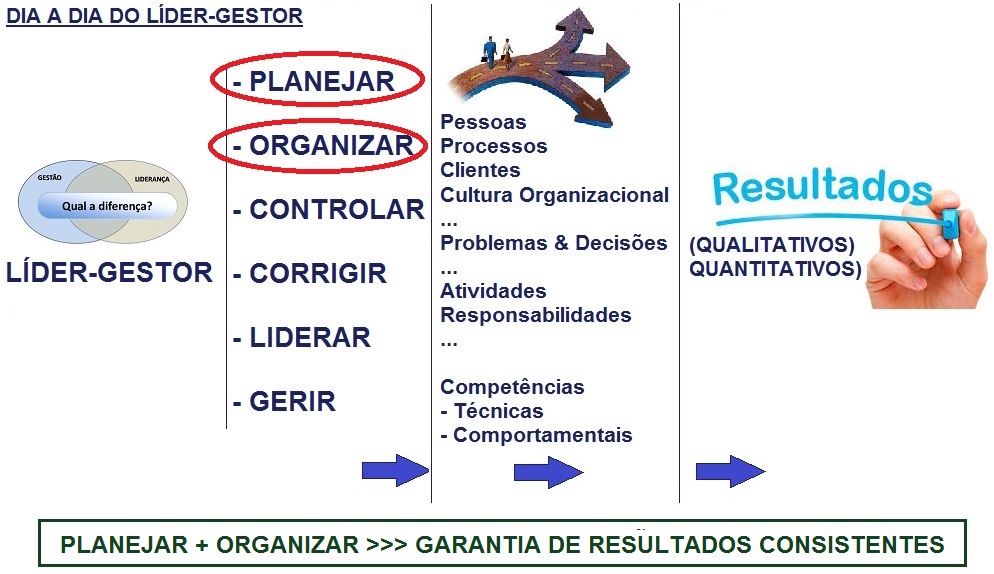 DIA A DIA DO LÍDER-GESTOR
GESTÃO
LIDERANÇA
Qual a diferença?
LÍDER-GESTOR
- PLANEJAR
- ORGANIZAR
- CONTROLAR
- CORRIGIR
- LIDERAR
- GERIR
Pessoas
Processos
Clientes
Cultura Organizacional
...
Problemas & Decisões
...
Atividades
Responsabilidades
...
Competências
- Técnicas
- Comportamentais
Resultados
(QUALITATIVOS)
QUANTITATIVOS)
PLANEJAR + ORGANIZAR >>> GARANTIA DE RESULTADOS CONSISTENTES